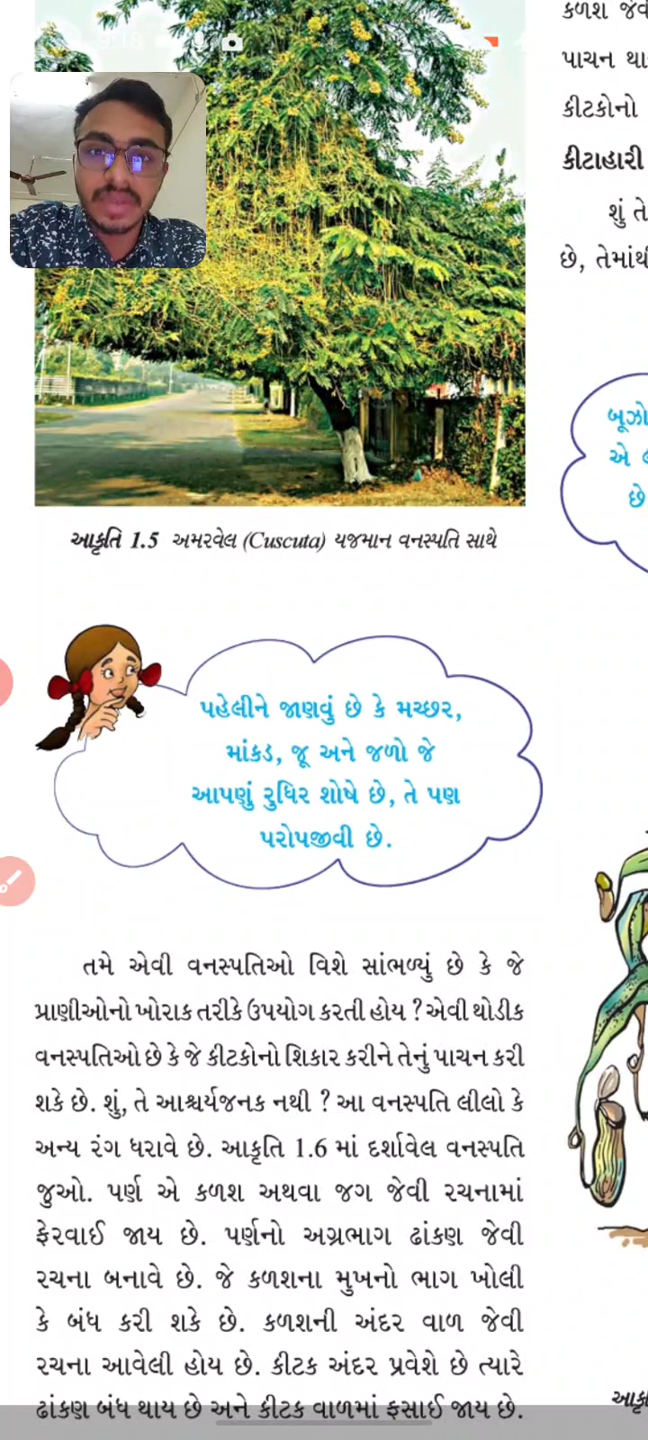 9:18
આકૃતિ 1.5 અમરવેલ (Cuscuta) યજમાન વનસ્પતિ સાથે
પહેલીને જાણવું છે કે મચ્છર,
માંકડ, જૂ અને જળો જે
આપણું રુધિર શોષે છે, તે પણ
પરોપજીવી છે.
તમે એવી વનસ્પતિઓ વિશે સાંભળ્યું છે કે જે
પ્રાણીઓનો ખોરાક તરીકે ઉપયોગ કરતી હોય ? એવી થોડીક
વનસ્પતિઓ છે કે જે કીટકોનો શિકાર કરીને તેનું પાચન કરી
શકે છે. શું, તે આશ્ચર્યજનક નથી ? આ વનસ્પતિ લીલો કે
અન્ય રંગ ધરાવે છે. આકૃતિ 1.6 માં દર્શાવેલ વનસ્પતિ
જુઓ. પર્ણ એ કળશ અથવા જગ જેવી રચનામાં
ફેરવાઈ જાય છે. પર્ણનો અગ્રભાગ ઢાંકણ જેવી
રચના બનાવે છે. જે કળશના મુખનો ભાગ ખોલી
કે બંધ કરી શકે છે. કળશની અંદર વાળ જેવી
રચના આવેલી હોય છે. કીટક અંદર પ્રવેશે છે ત્યારે
ઢાંકણ બંધ થાય છે અને કીટક વાળમાં ફસાઈ જાય છે.
કળશ
પાચન
કીટકોનો
કીટાહારી
શું તે
છે,
એ
છે